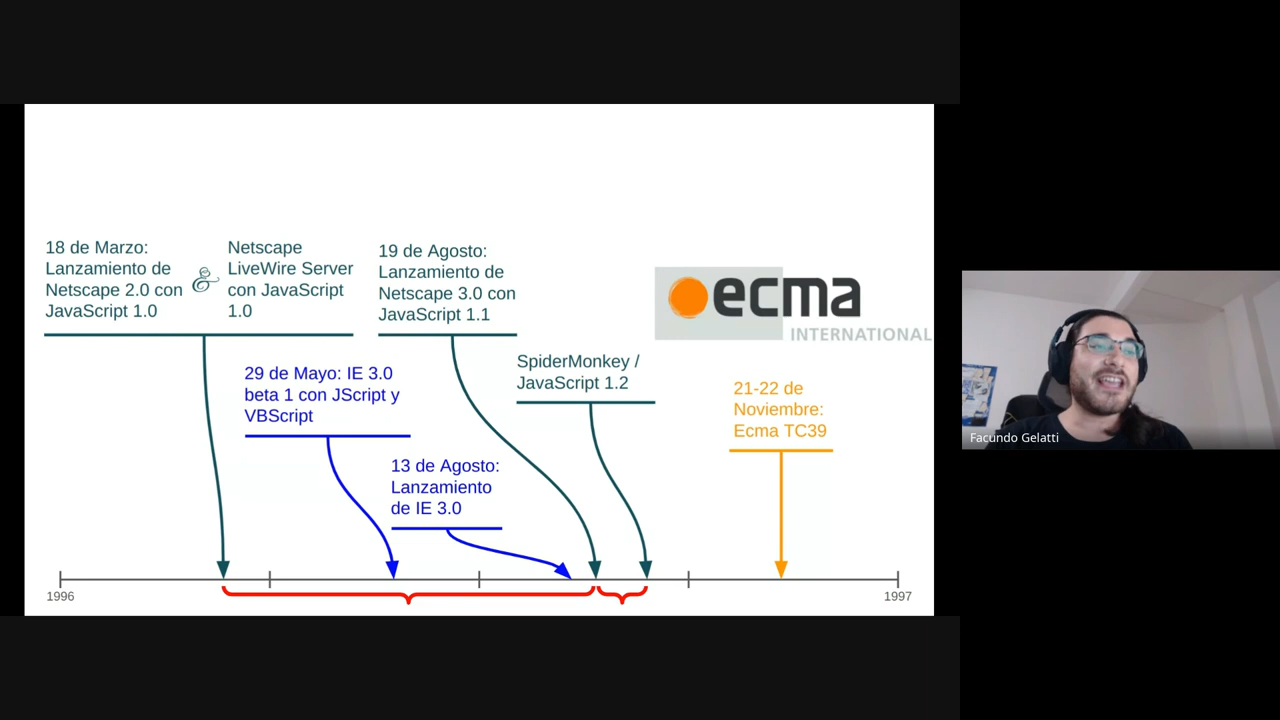 18 de Marzo:
Lanzamiento de
Netscape 2.0 con
JavaScript 1.0
&
Netscape
LiveWire Server
con JavaScript
1.0
19 de Agosto:
Lanzamiento de
Netscape 3.0 con
JavaScript 1.1
ecma
INTERNATIONAL
29 de Mayo: IE 3.0
beta 1 con JScript y
VBScript
SpiderMonkey /
JavaScript 1.2
21-22 de
Noviembre:
Ecma TC39
13 de Agosto:
Lanzamiento
de IE 3.0
1996
1997
Facundo Gelatti